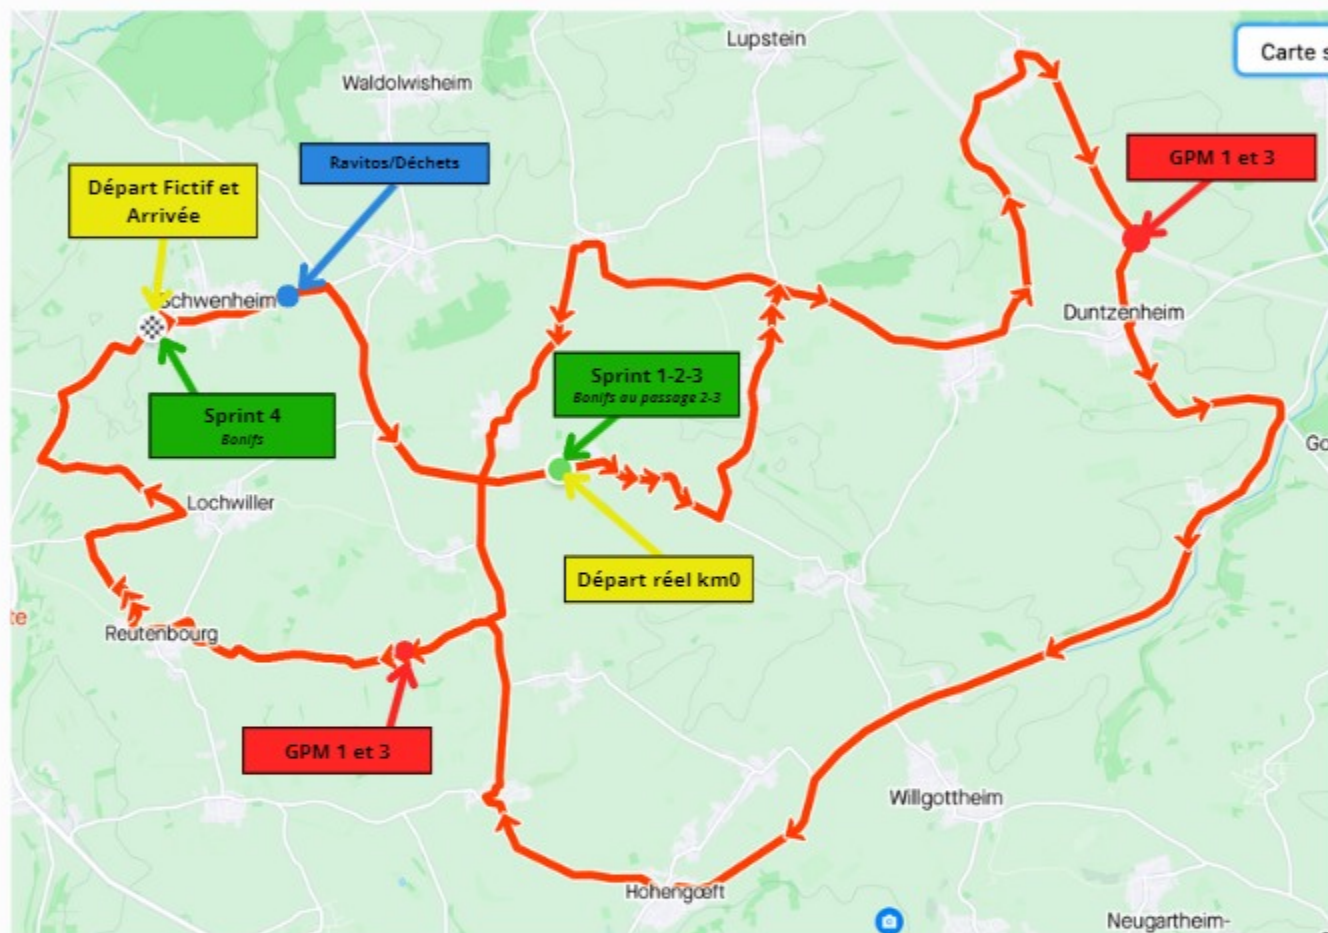 Lupstein
Carte s
Waldolwisheim
Ravitos/Déchets
GPM 1 et 3
Départ Fictif et
Arrivée
Schwenheim
Duntzenheim
Sprint 1-2-3
Bonifs au passage 2-3
Sprint 4
Bonifs
Go
Lochwiller
Départ réel km0
te
Reutenbourg
GPM 1 et 3
Willgottheim
Hohengœft
Neugartheim-